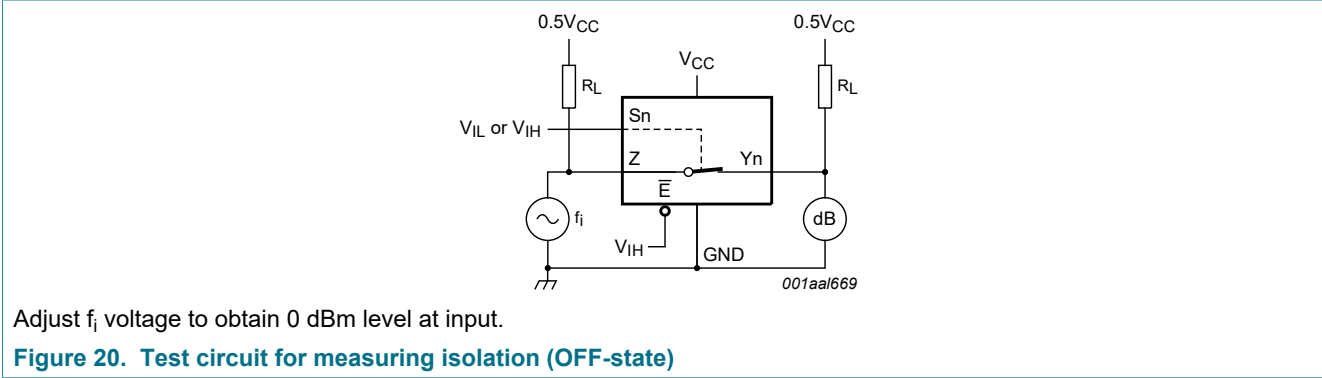 0.5VCC
0.5VCC
VCC
RL
RL
Sn
VIL or VIH
Z
Yn
E̅
fi
dB
VIH
GND
001aal669
Adjust fi voltage to obtain 0 dBm level at input.
Figure 20. Test circuit for measuring isolation (OFF-state)